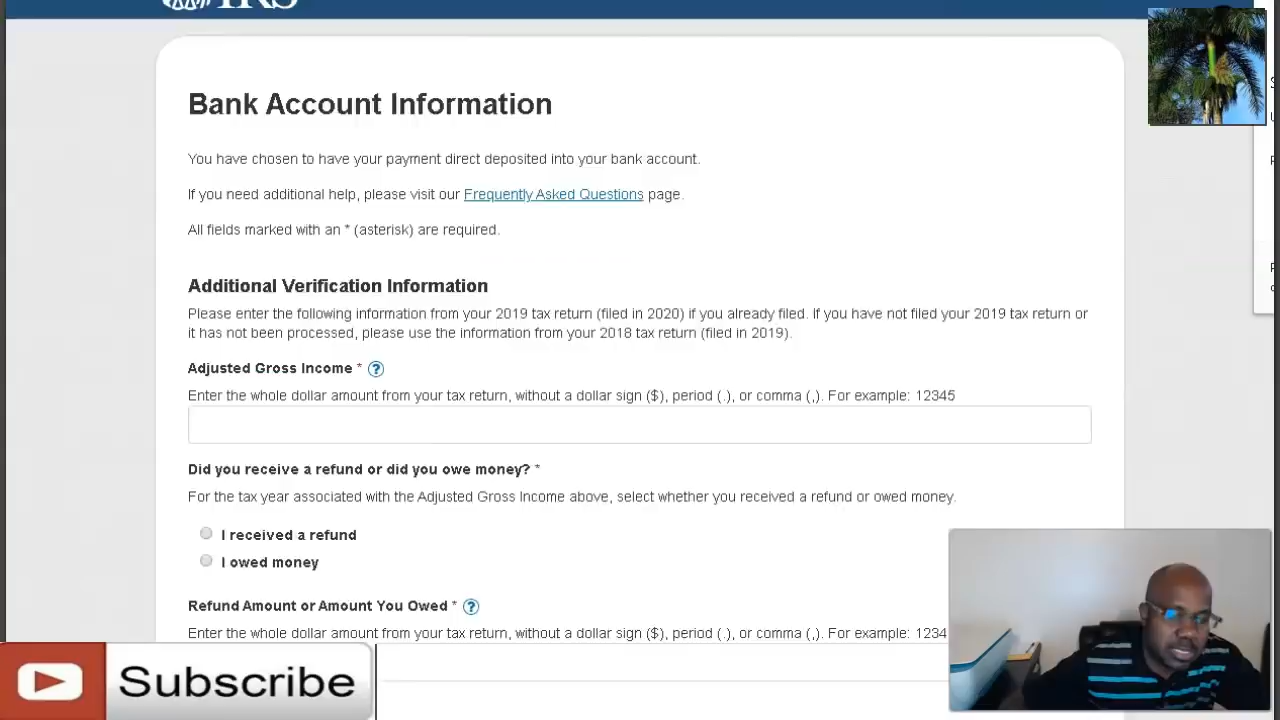 IRS
Bank Account Information
You have chosen to have your payment direct deposited into your bank account.
If you need additional help, please visit our Frequently Asked Questions page.
All fields marked with an * (asterisk) are required.
Additional Verification Information
Please enter the following information from your 2019 tax return (filed in 2020) if you already filed. If you have not filed your 2019 tax return or
it has not been processed, please use the information from your 2018 tax return (filed in 2019).
Adjusted Gross Income * ?
Enter the whole dollar amount from your tax return, without a dollar sign ($), period (.), or comma (,). For example: 12345
Did you receive a refund or did you owe money? *
For the tax year associated with the Adjusted Gross Income above, select whether you received a refund or owed money.
I received a refund
I owed money
Refund Amount or Amount You Owed * ?
Enter the whole dollar amount from your tax return, without a dollar sign ($), period (.), or comma (,). For example: 1234
Subscribe